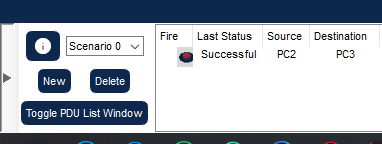 Scenario 0
New Delete
Toggle PDU List Window
Fire Last Status Source Destination
Successful PC2 PC3